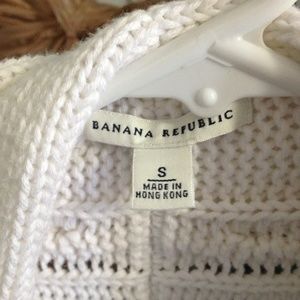 BANANA REPUBLIC
S
MADE IN
HONG KONG